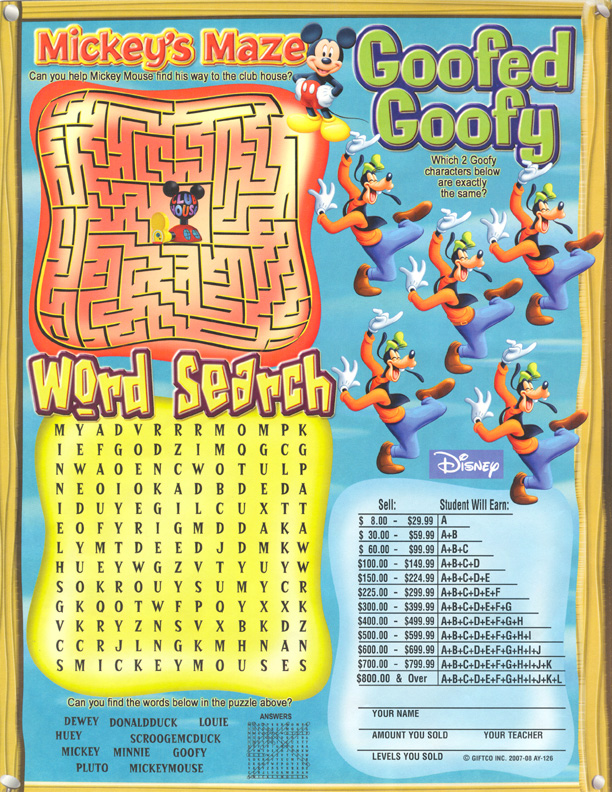 Mickey's Maze
Can you help Mickey Mouse find his way to the club house?
CLUB
HOUSE
Goofed
Goofy
Which 2 Goofy
characters below
are exactly
the same?
Word Search
M Y A D V R R R M O M P K
I E F G O D Z I M O G C G
N W A O E N C W O T U L P
N E O I O K A D B D E D A
I D U Y E G I L C U X T T
E O F Y R I G M D D A K A
L Y M T D E E D J D M K W
H U E Y W G Z V T Y U Y W
S O K R O U Y S U M Y C R
G K O O T W F P O Y X X K
V K R Y Z N S V X B K D Z
C C R J L N G K M H N A N
S M I C K E Y M O U S E S
Can you find the words below in the puzzle above?
DEWEY DONALDDUCK LOUIE
HUEY SCROOGEMCDUCK
MICKEY MINNIE GOOFY
PLUTO MICKEYMOUSE
ANSWERS
Disney
Sell: Student Will Earn:
$ 8.00 - $29.99 A
$ 30.00 - $59.99 A+B
$ 60.00 - $99.99 A+B+C
$100.00 - $149.99 A+B+C+D
$150.00 - $224.99 A+B+C+D+E
$225.00 - $299.99 A+B+C+D+E+F
$300.00 - $399.99 A+B+C+D+E+F+G
$400.00 - $499.99 A+B+C+D+E+F+G+H
$500.00 - $599.99 A+B+C+D+E+F+G+H+I
$600.00 - $699.99 A+B+C+D+E+F+G+H+I+J
$700.00 - $799.99 A+B+C+D+E+F+G+H+I+J+K
$800.00 & Over A+B+C+D+E+F+G+H+I+J+K+L
YOUR NAME
AMOUNT YOU SOLD YOUR TEACHER
LEVELS YOU SOLD © GIFTCO INC. 2007-08 AY-126